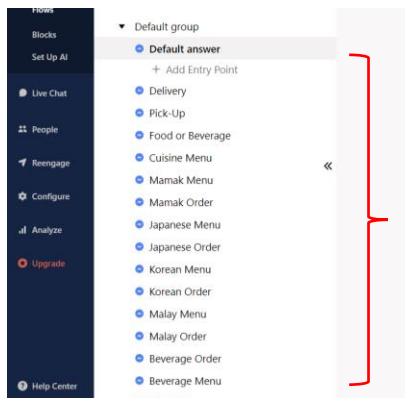 Flows
Blocks
Set Up AI
Live Chat
People
Reengage
Configure
Analyze
Upgrade
Help Center
Default group
Default answer
+ Add Entry Point
Delivery
Pick-Up
Food or Beverage
Cuisine Menu
Mamak Menu
Mamak Order
Japanese Menu
Japanese Order
Korean Menu
Korean Order
Malay Menu
Malay Order
Beverage Order
Beverage Menu